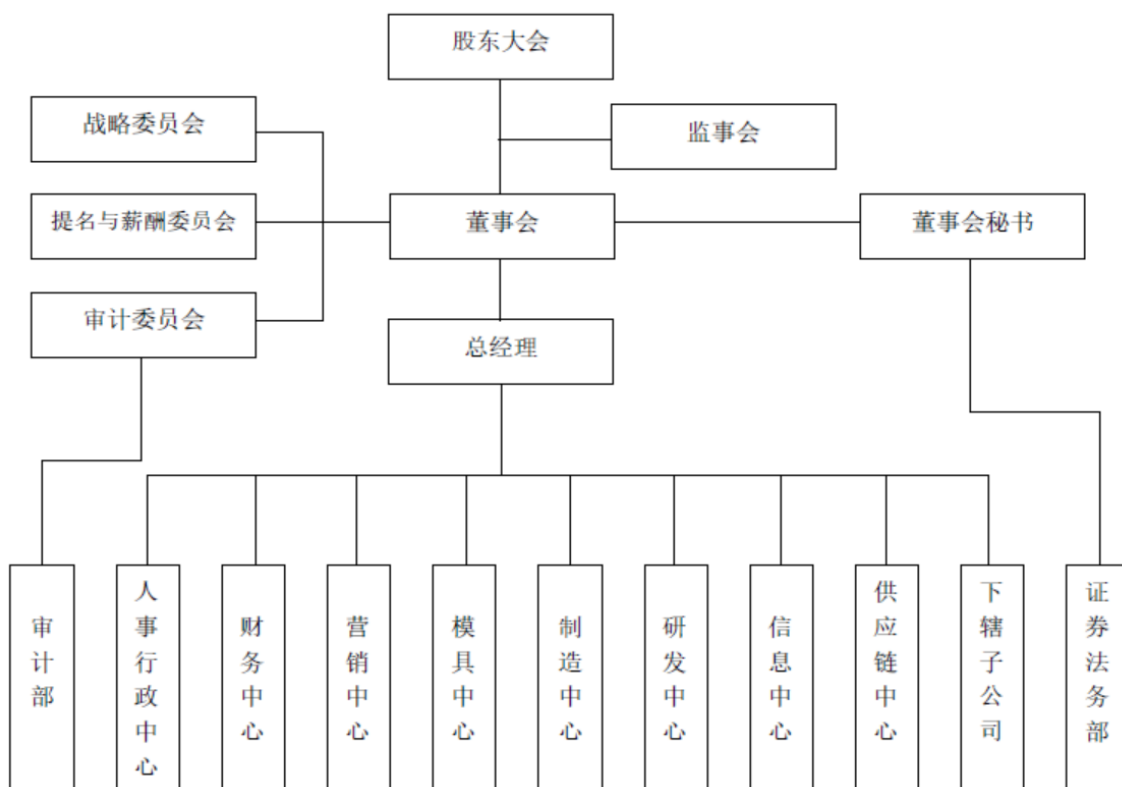 股东大会
战略委员会
监事会
提名与薪酬委员会
董事会
董事会秘书
审计委员会
总经理
审计部
人事行政中心
财务中心
营销中心
模具中心
制造中心
研发中心
信息中心
供应链中心
下辖子公司
证券法务部